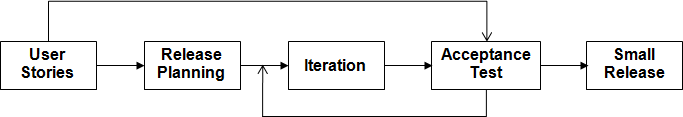 User
Stories
Release
Planning
Iteration
Acceptance
Test
Small
Release